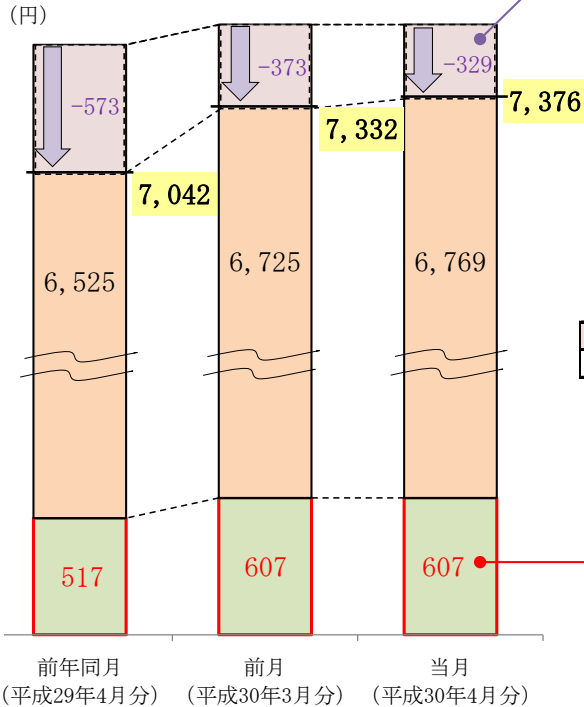 (円)
-573
-373
-329
7,042
7,332
7,376
6,525
6,725
6,769
517
607
607
前年同月
(平成29年4月分)
前月
(平成30年3月分)
当月
(平成30年4月分)